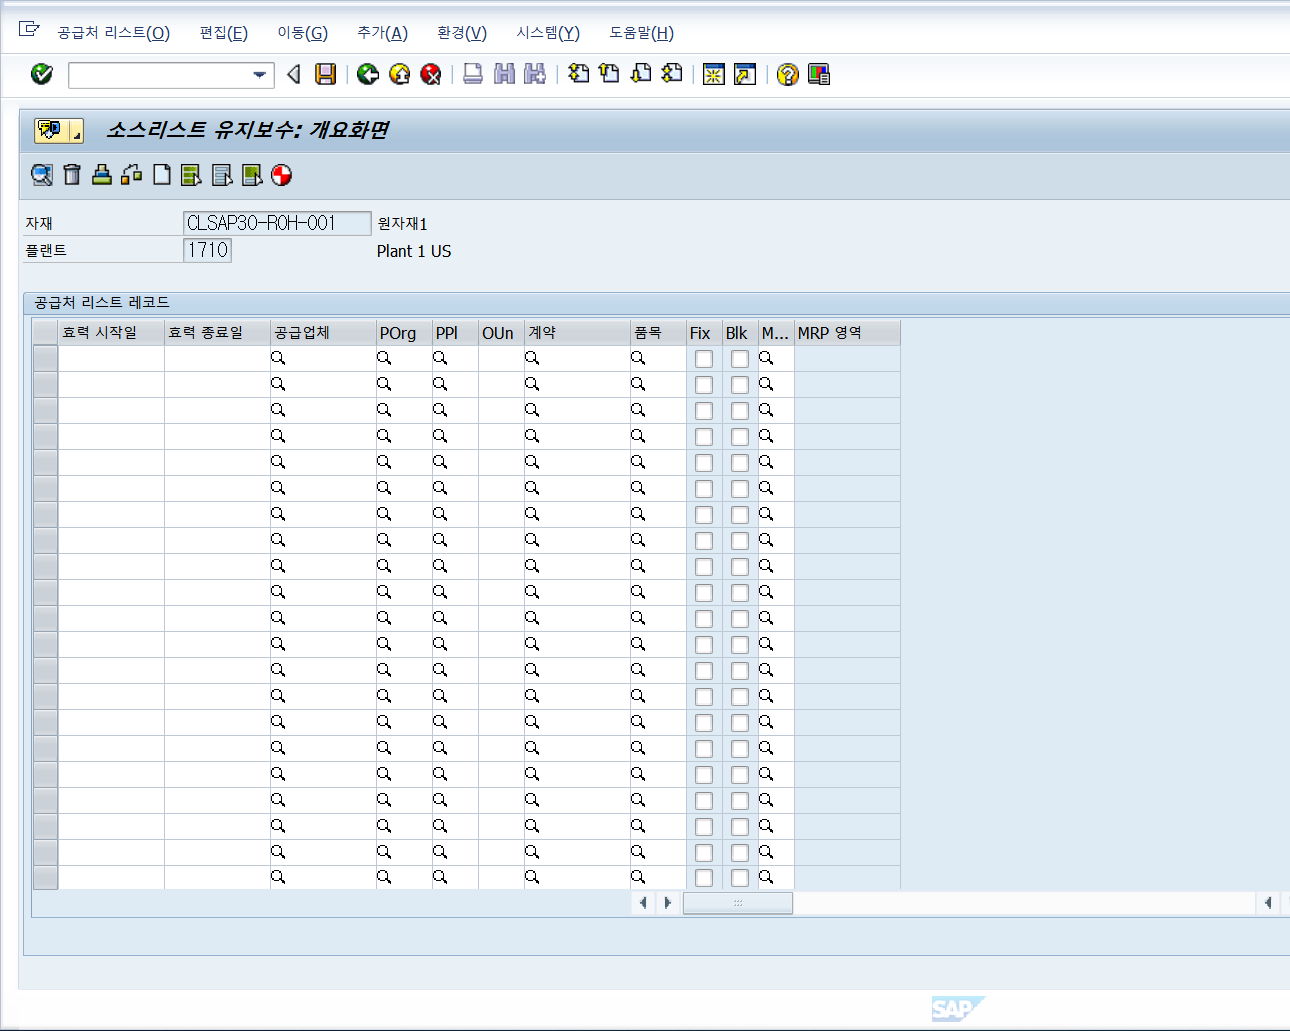 공급처 리스트(O) 편집(E) 이동(G) 추가(A) 환경(V) 시스템(Y) 도움말(H)
소스리스트 유지보수: 개요화면
자재 CLSAP30-ROH-001 원자재1
플랜트 1710 Plant 1 US
공급처 리스트 레코드
효력 시작일 효력 종료일 공급업체 POrg PPl OUn 계약 품목 Fix Blk M... MRP 영역
SAP